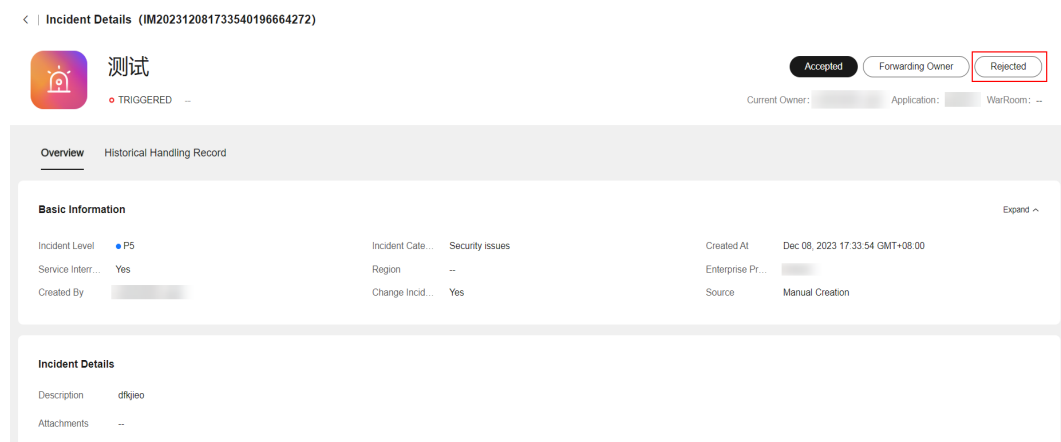 Incident Details（IM202312081733540196664272）
测试
Accepted Forwarding Owner Rejected
TRIGGERED --
Current Owner: Application: WarRoom: --
Overview Historical Handling Record
Basic Information Expand
Incident Level P5 Incident Cate... Security issues Created At Dec 08, 2023 17:33:54 GMT+08:00
Service Interr... Yes Region -- Enterprise Pr...
Created By Change Incid... Yes Source Manual Creation
Incident Details
Description dfkjieo
Attachments --